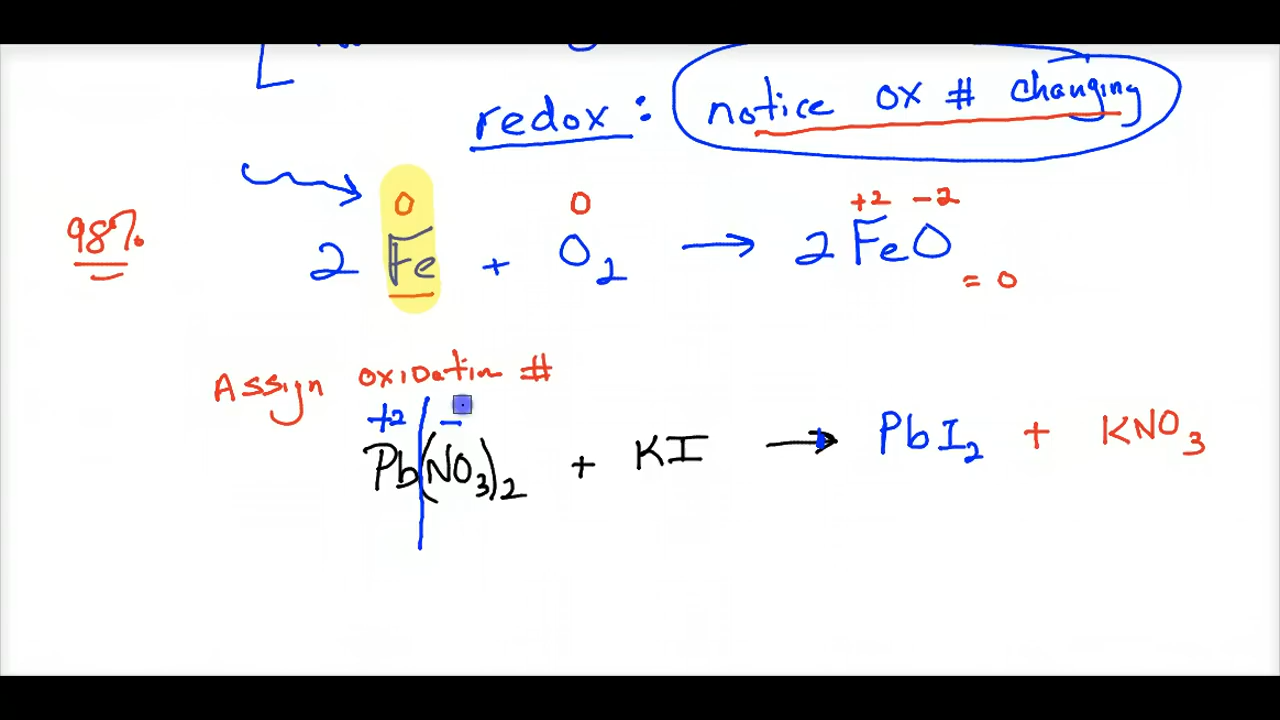 redox : notice ox # changing
0 0 +2 -2
98% 2 Fe + O2 → 2 FeO = 0
Assign oxidatin #
+2 -
Pb(NO3)2 + KI → PbI2 + KNO3